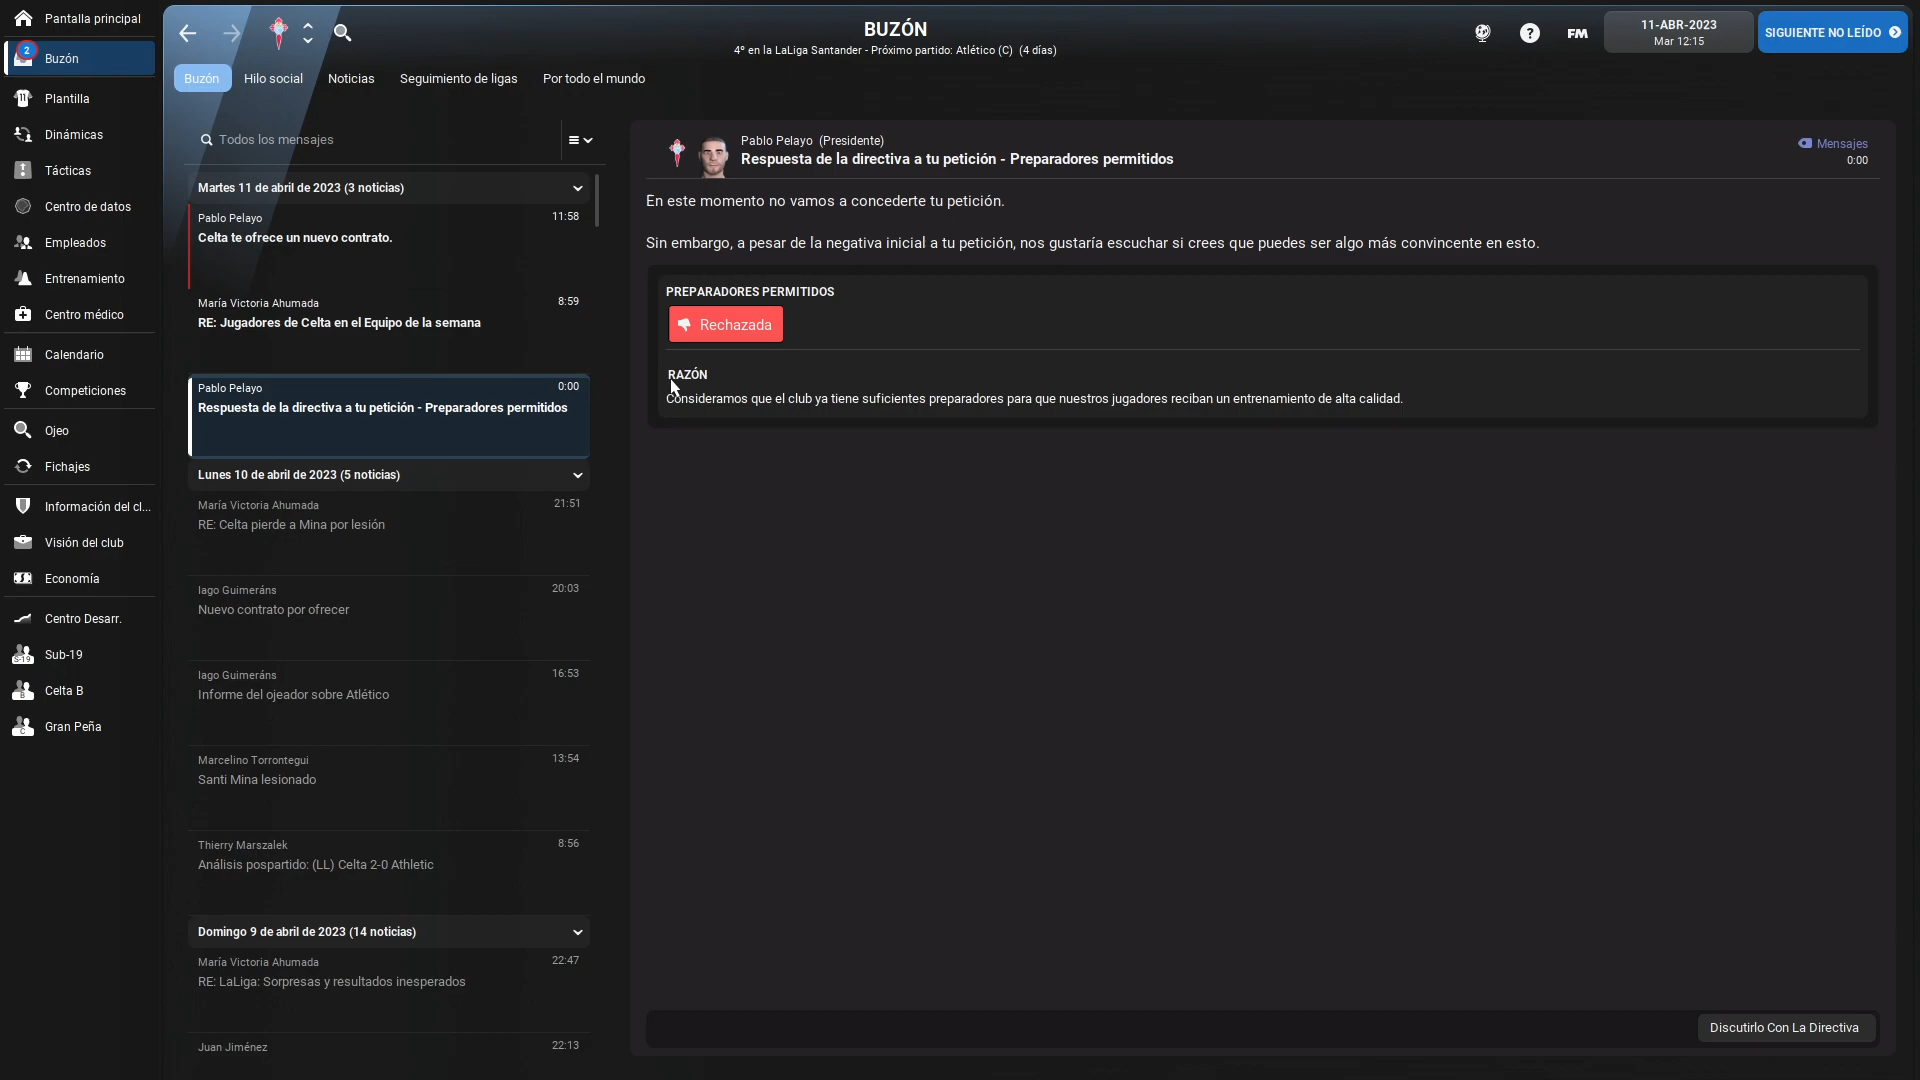 Pantalla principal
2
Buzón
11
Plantilla
Dinámicas
Tácticas
Centro de datos
Empleados
Entrenamiento
Centro médico
Calendario
Competiciones
Ojeo
Fichajes
Información del cl...
Visión del club
Economía
Centro Desarr.
S-19
Sub-19
B
Celta B
C
Gran Peña
BUZÓN
4º en la LaLiga Santander - Próximo partido: Atlético (C) (4 días)
?
FM
11-ABR-2023
Mar 12:15
SIGUIENTE NO LEÍDO
Buzón
Hilo social
Noticias
Seguimiento de ligas
Por todo el mundo
Todos los mensajes
Martes 11 de abril de 2023 (3 noticias)
Pablo Pelayo
11:58
Celta te ofrece un nuevo contrato.
María Victoria Ahumada
8:59
RE: Jugadores de Celta en el Equipo de la semana
Pablo Pelayo
0:00
Respuesta de la directiva a tu petición - Preparadores permitidos
Lunes 10 de abril de 2023 (5 noticias)
María Victoria Ahumada
21:51
RE: Celta pierde a Mina por lesión
Iago Guimeráns
20:03
Nuevo contrato por ofrecer
Iago Guimeráns
16:53
Informe del ojeador sobre Atlético
Marcelino Torrontegui
13:54
Santi Mina lesionado
Thierry Marszalek
8:56
Análisis pospartido: (LL) Celta 2-0 Athletic
Domingo 9 de abril de 2023 (14 noticias)
María Victoria Ahumada
22:47
RE: LaLiga: Sorpresas y resultados inesperados
Juan Jiménez
22:13
Pablo Pelayo (Presidente)
Respuesta de la directiva a tu petición - Preparadores permitidos
Mensajes
0:00
En este momento no vamos a concederte tu petición.
Sin embargo, a pesar de la negativa inicial a tu petición, nos gustaría escuchar si crees que puedes ser algo más convincente en esto.
PREPARADORES PERMITIDOS
Rechazada
RAZÓN
Consideramos que el club ya tiene suficientes preparadores para que nuestros jugadores reciban un entrenamiento de alta calidad.
Discutirlo Con La Directiva